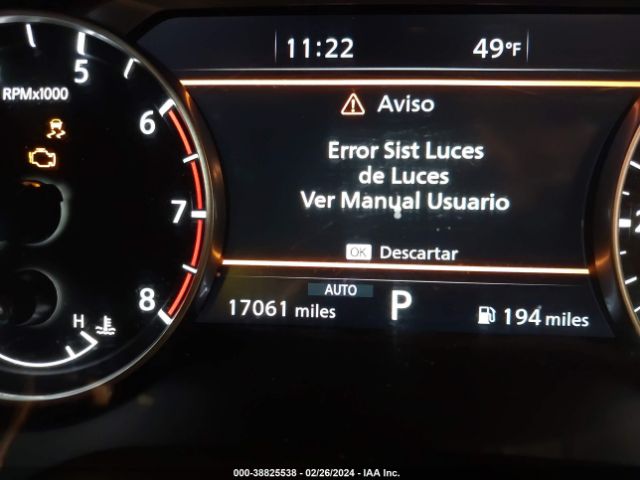 11:22 49°F
5
RPMx1000
6
7
8
H
Aviso
Error Sist Luces
de Luces
Ver Manual Usuario
OK Descartar
AUTO
17061 miles P 194 miles
2
000-38825538 - 02/26/2024 - IAA Inc.